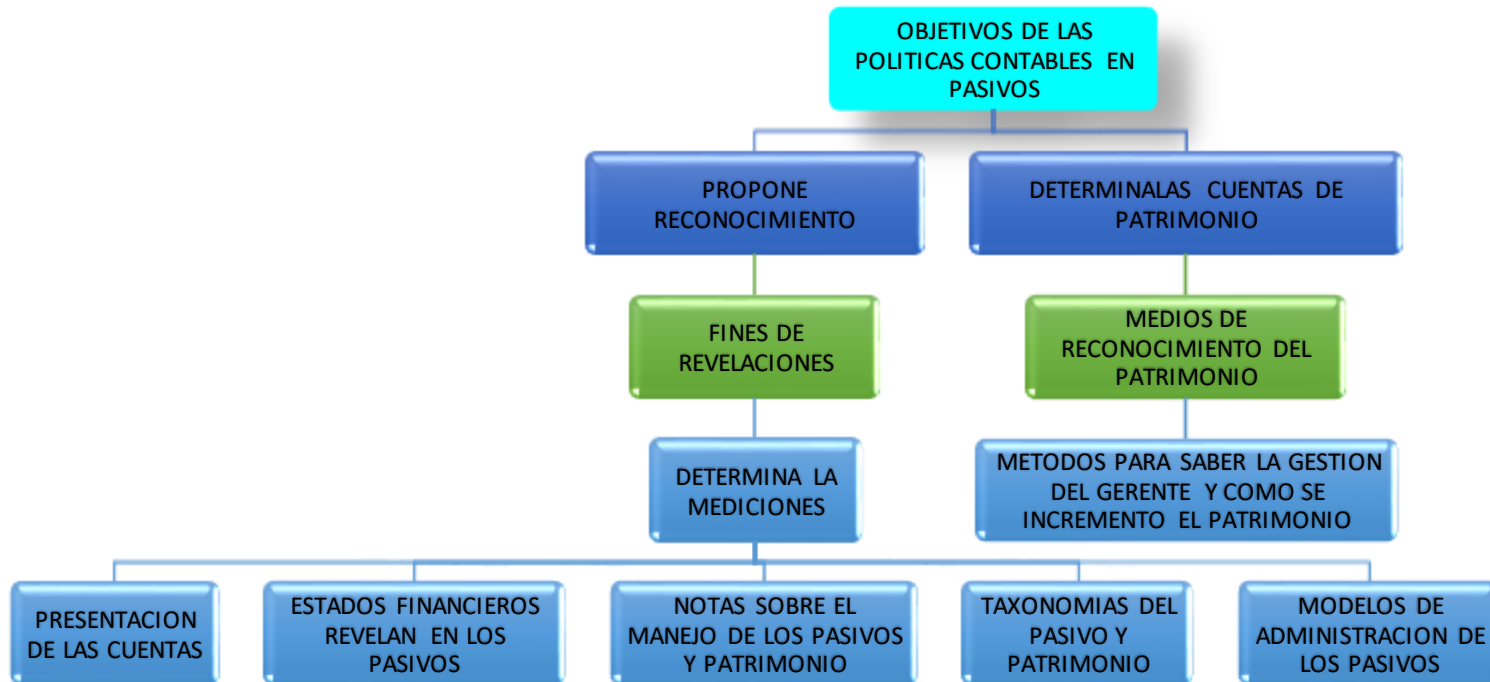 OBJETIVOS DE LAS
POLITICAS CONTABLES EN
PASIVOS
PROPONE
RECONOCIMIENTO
DETERMINALAS CUENTAS DE
PATRIMONIO
FINES DE
REVELACIONES
MEDIOS DE
RECONOCIMIENTO DEL
PATRIMONIO
DETERMINA LA
MEDICIONES
METODOS PARA SABER LA GESTION
DEL GERENTE Y COMO SE
INCREMENTO EL PATRIMONIO
PRESENTACION
DE LAS CUENTAS
ESTADOS FINANCIEROS
REVELAN EN LOS
PASIVOS
NOTAS SOBRE EL
MANEJO DE LOS PASIVOS
Y PATRIMONIO
TAXONOMIAS DEL
PASIVO Y
PATRIMONIO
MODELOS DE
ADMINISTRACION DE
LOS PASIVOS